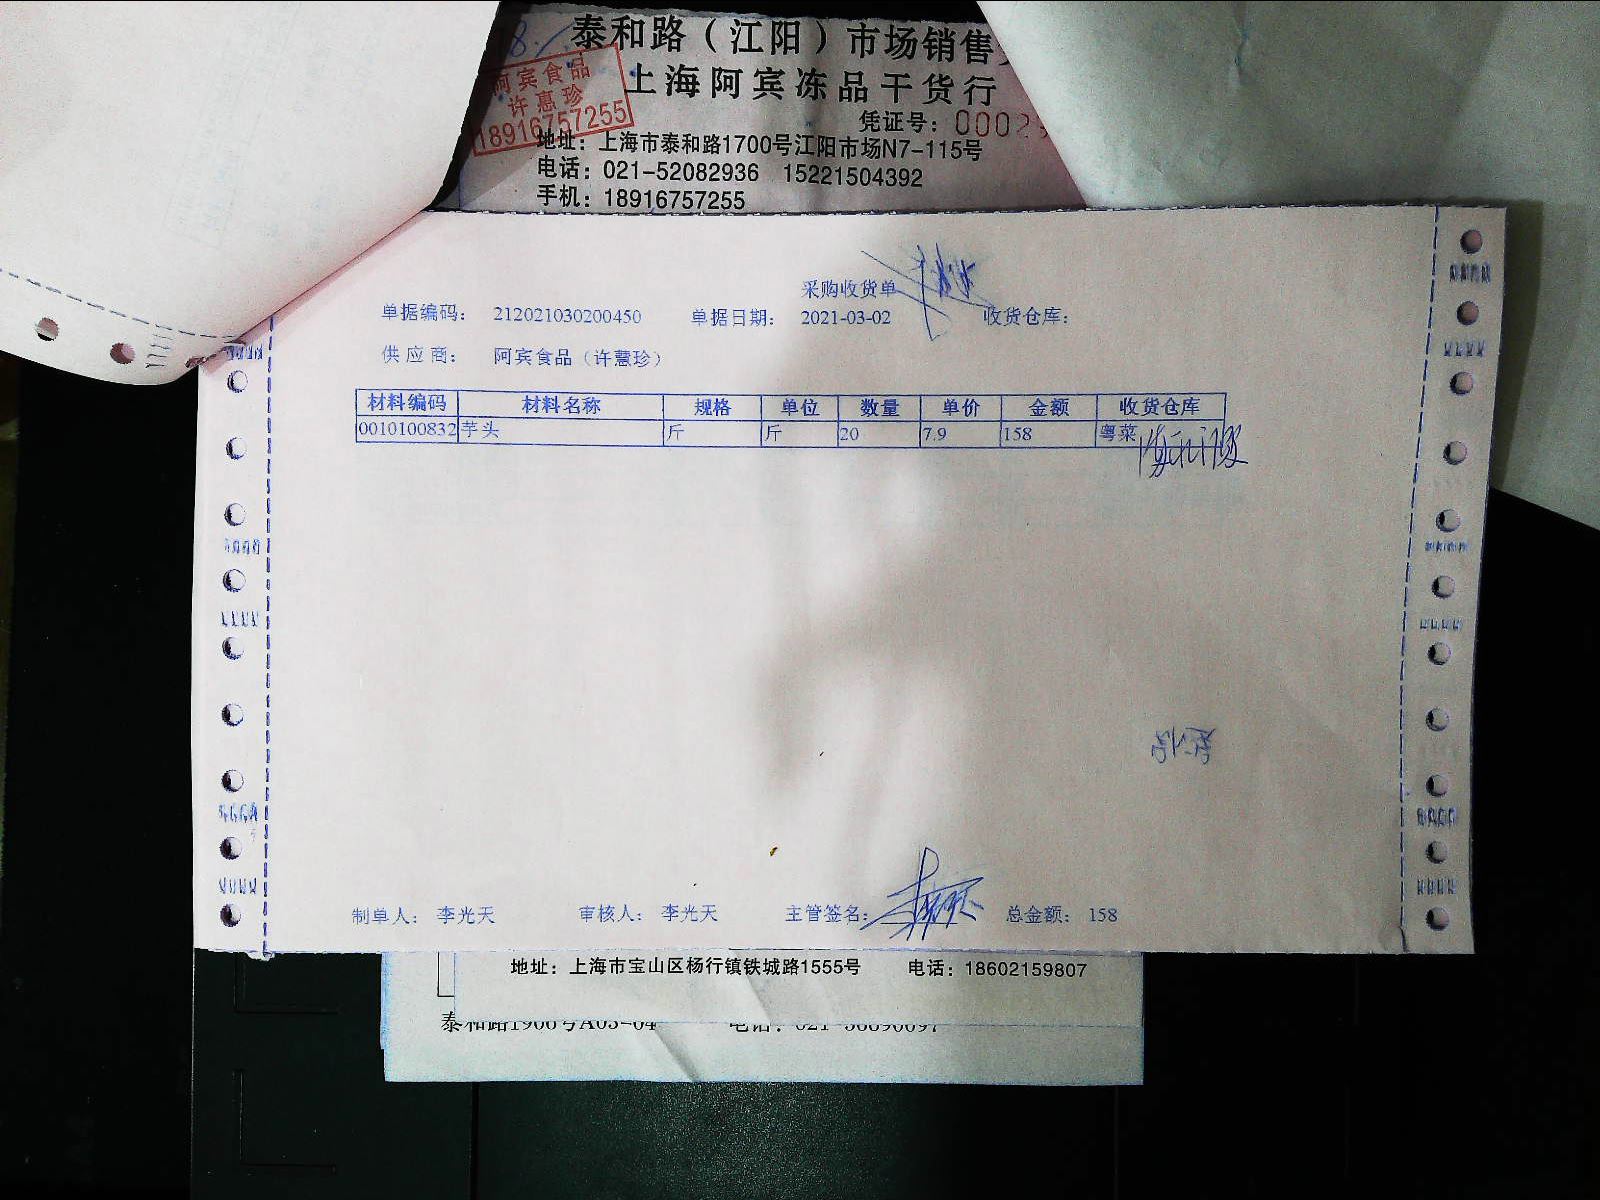 泰和路（江阳）市场销售
上海阿宾冻品干货行
阿宾食品
许惠珍
18916757255
凭证号：0002
地址：上海市泰和路1700号江阳市场N7-115号
电话：021-52082936 15221504392
手机：18916757255
采购收货单
单据编码： 212021030200450 单据日期： 2021-03-02 收货仓库：
供应商： 阿宾食品（许慧珍）
材料编码 材料名称 规格 单位 数量 单价 金额 收货仓库
0010100832 芋头 斤 斤 20 7.9 158 粤菜
制单人： 李光天 审核人： 李光天 主管签名： 总金额： 158
地址：上海市宝山区杨行镇铁城路1555号 电话：18602159807